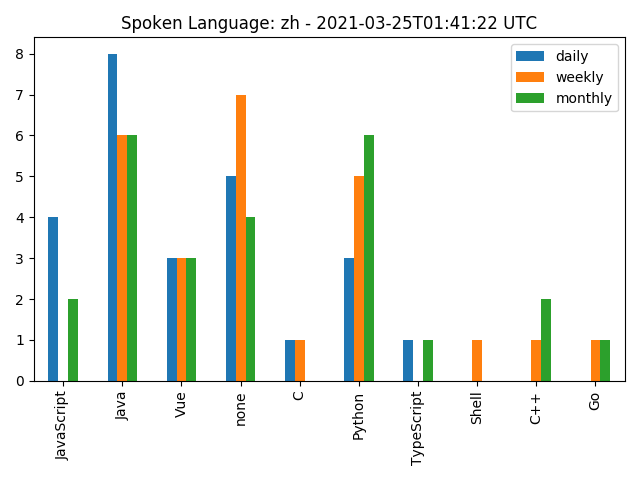 Spoken Language: zh - 2021-03-25T01:41:22 UTC
daily
weekly
monthly
8
7
6
5
4
3
2
1
0
JavaScript
Java
Vue
none
C
Python
TypeScript
Shell
C++
Go